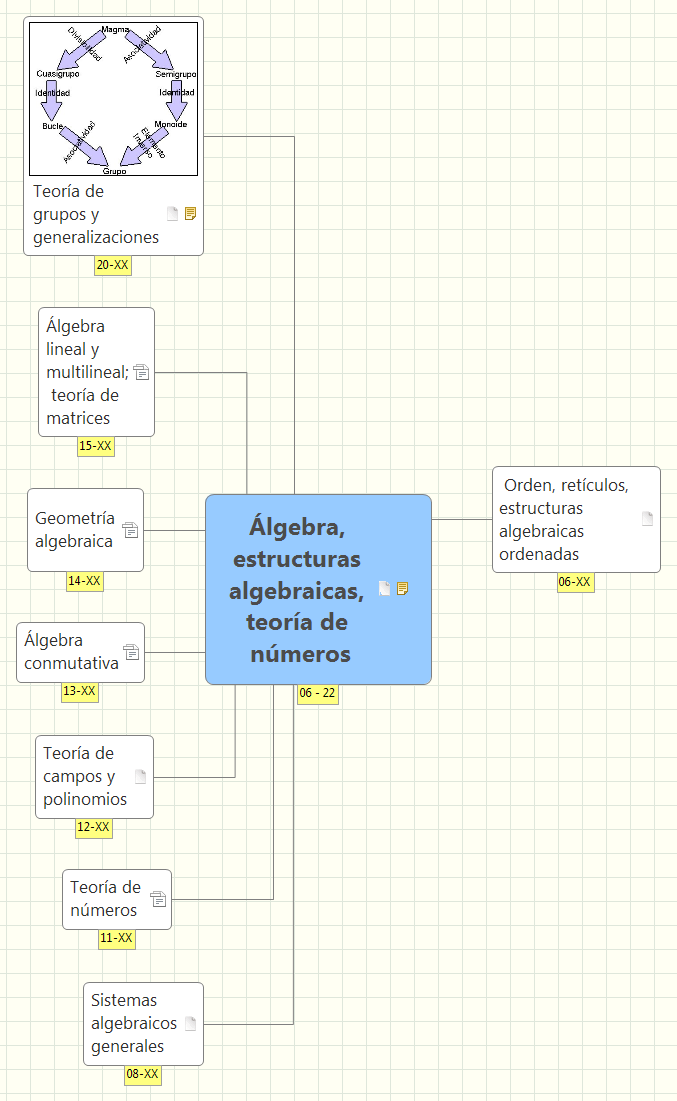 Magma
Divisibilidad
Asociatividad
Cuasigrupo
Semigrupo
Identidad
Identidad
Bucle
Monoide
Asociatividad
Elemento
Inverso
Grupo
Teoría de
grupos y
generalizaciones
20-XX
Álgebra
lineal y
multilineal;
teoría de
matrices
15-XX
Geometría
algebraica
14-XX
Álgebra
conmutativa
13-XX
Teoría de
campos y
polinomios
12-XX
Teoría de
números
11-XX
Sistemas
algebraicos
generales
08-XX
Álgebra,
estructuras
algebraicas,
teoría de
números
06 - 22
Orden, retículos,
estructuras
algebraicas
ordenadas
06-XX